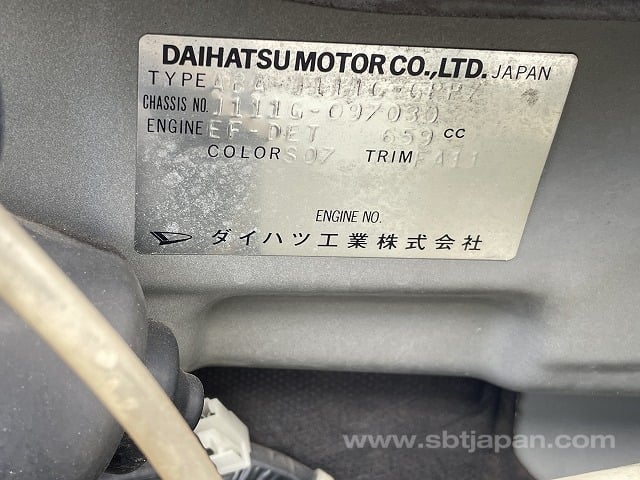 DAIHATSU MOTOR CO.,LTD. JAPAN
TYPE
CHASSIS NO.
ENGINE EF-DET 659 CC
COLOR S07 TRIM F411
ENGINE NO.
ダイハツ工業株式会社
www.sbtjapan.com